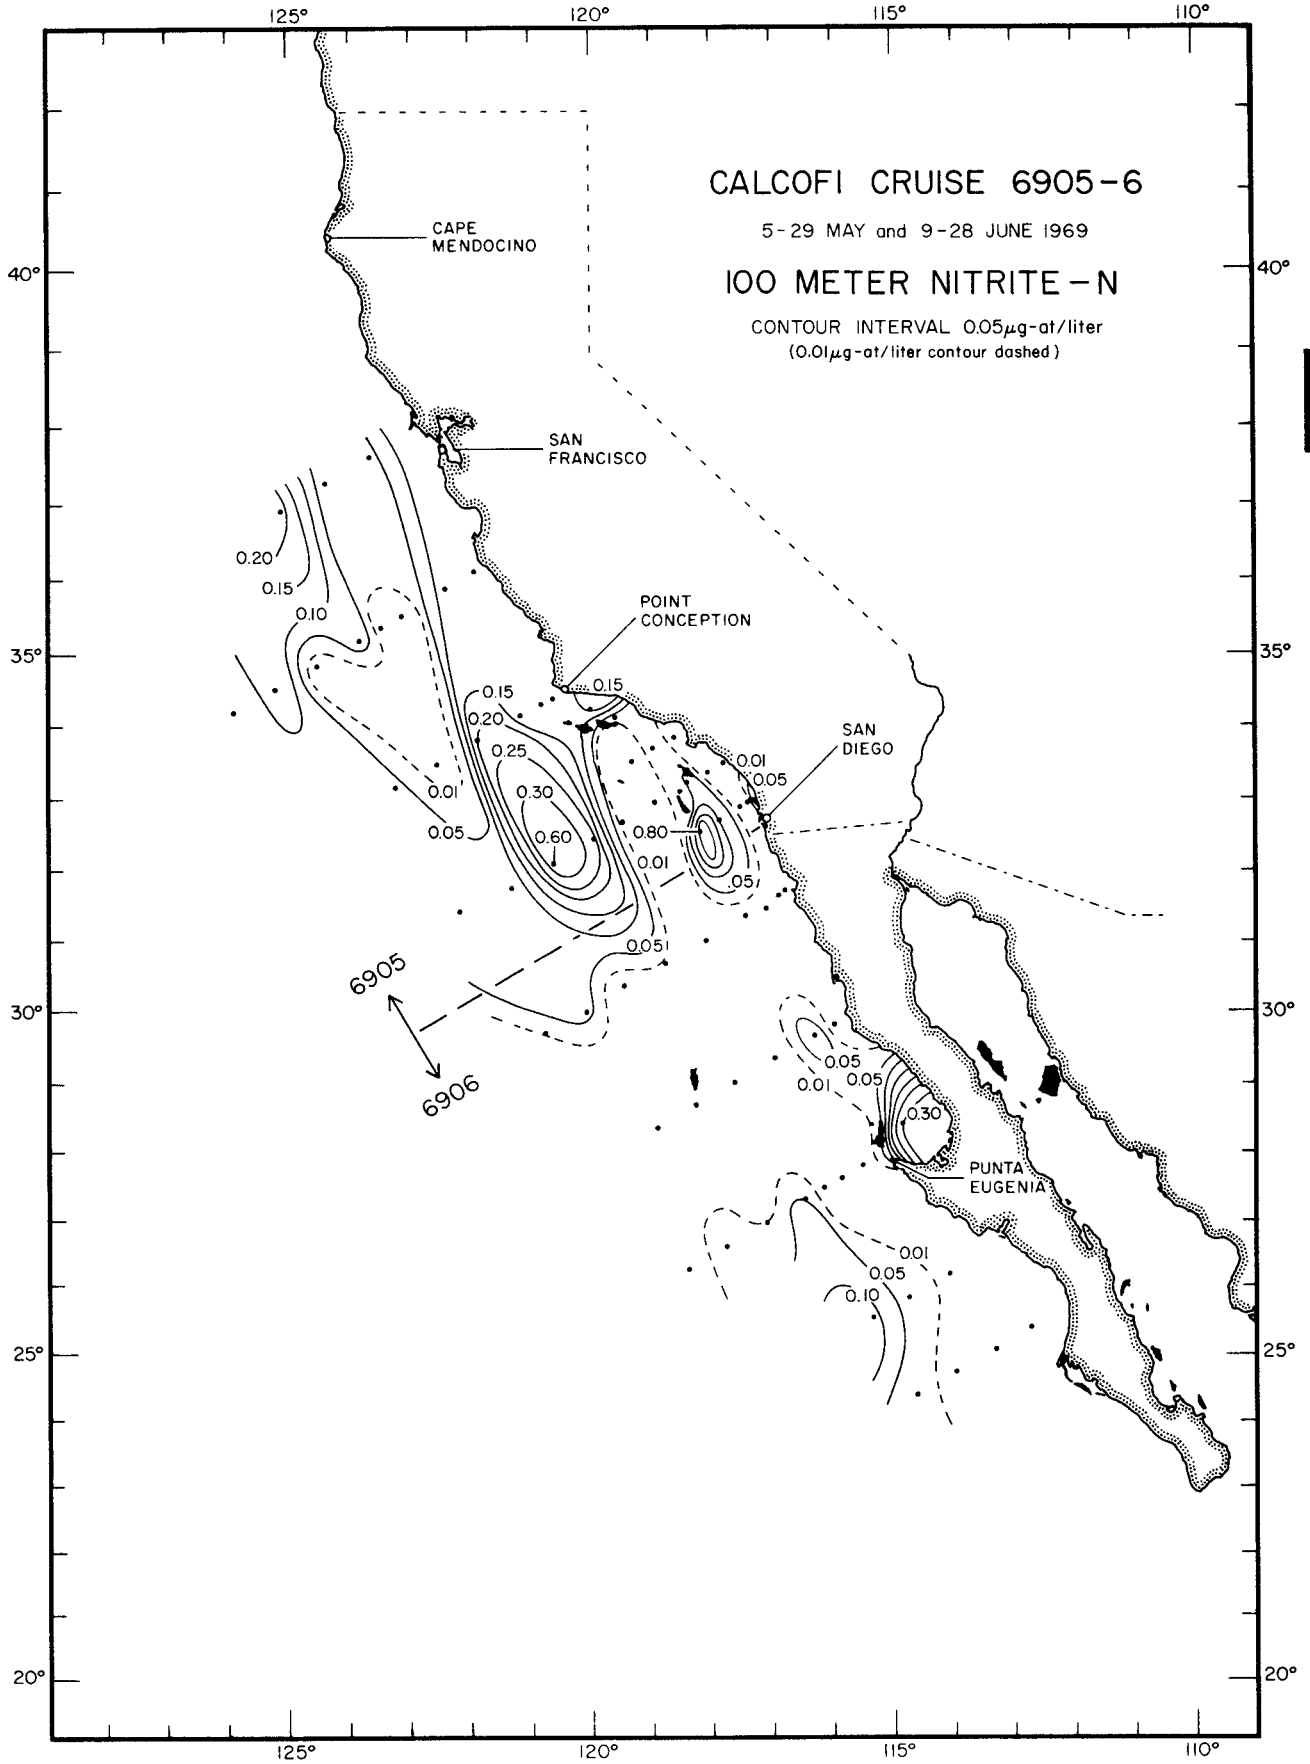 125° 120° 115° 110°
CALCOFI CRUISE 6905-6
5-29 MAY and 9-28 JUNE 1969
100 METER NITRITE-N
CONTOUR INTERVAL 0.05µg-at/liter
(0.01µg-at/liter contour dashed)
CAPE
MENDOCINO
40° 40°
SAN
FRANCISCO
0.20
0.15
0.10
POINT
CONCEPTION
35° 35°
0.15
0.15
0.20
SAN
DIEGO
0.25
0.01
0.05
0.01
0.30
0.05
0.60
0.80
0.01
.05
0.05
6905
30° 30°
6906
0.05
0.05
0.01
0.30
PUNTA
EUGENIA
0.01
0.05
0.10
25° 25°
20° 20°
125° 120° 115° 110°